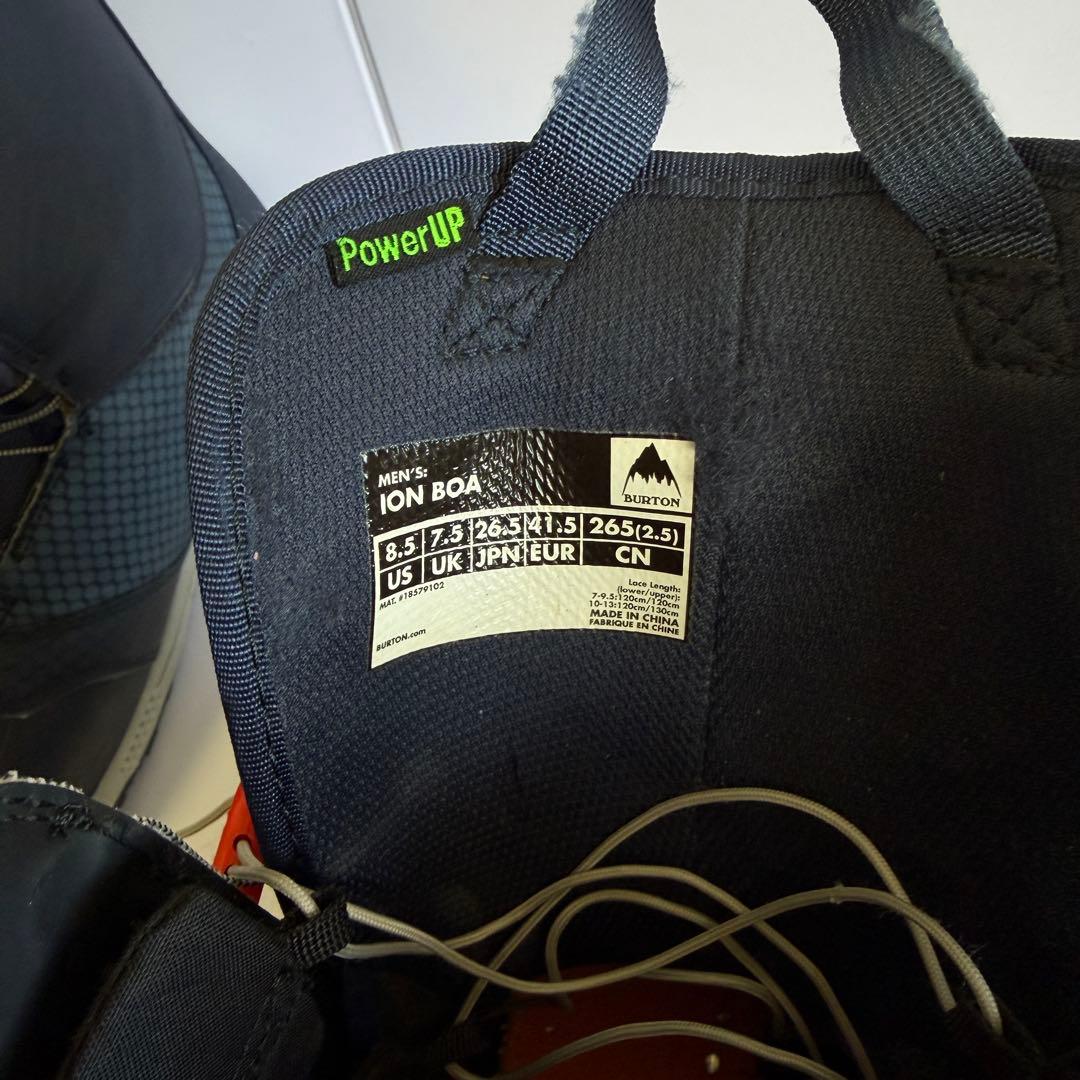 PowerUP
MEN'S:
ION BOA
BURTON
8.5 7.5 26.5 41.5 265(2.5)
US UK JPN EUR CN
MAT. #18579102
Lace Length:
(lower/upper):
7-9.5:120cm/120cm
10-13:120cm/130cm
MADE IN CHINA
FABRIQUE EN CHINE
BURTON.com